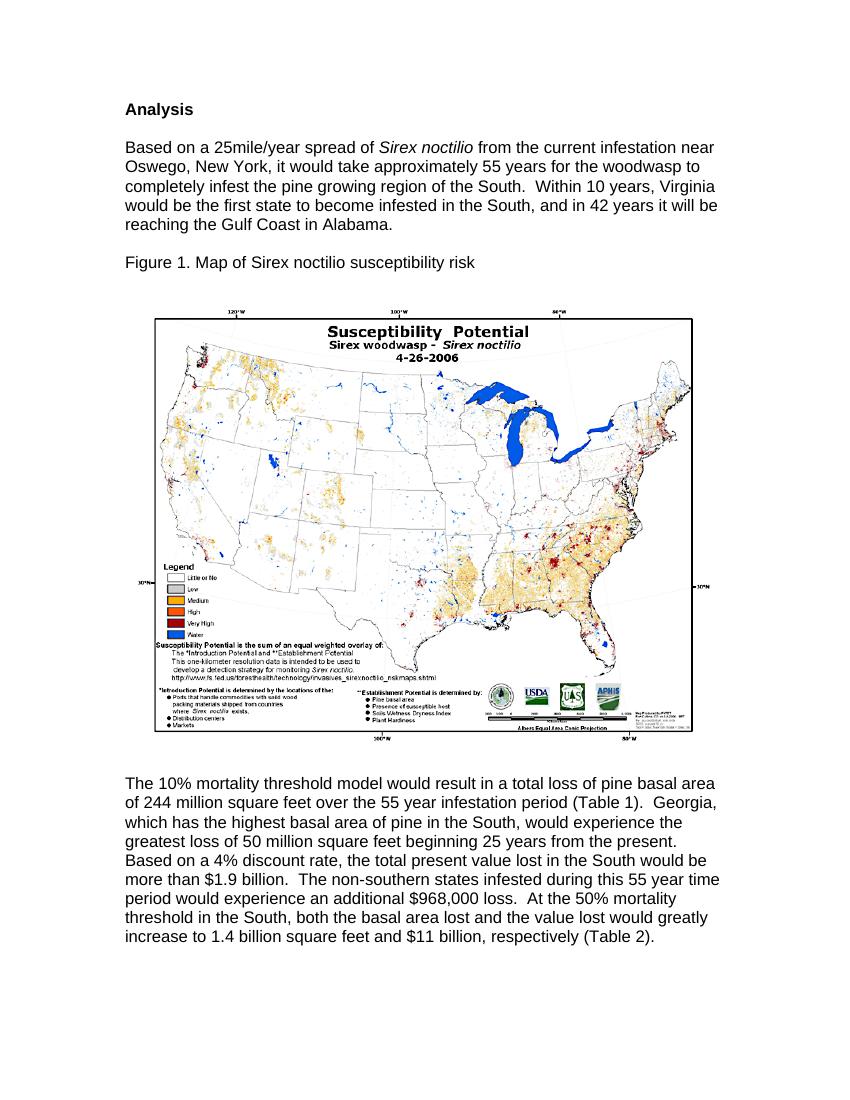 Analysis
Based on a 25mile/year spread of Sirex noctilio from the current infestation near
Oswego, New York, it would take approximately 55 years for the woodwasp to
completely infest the pine growing region of the South.  Within 10 years, Virginia
would be the first state to become infested in the South, and in 42 years it will be
reaching the Gulf Coast in Alabama.
Figure 1. Map of Sirex noctilio susceptibility risk
120°W 100°W 80°W
Susceptibility Potential
Sirex woodwasp - Sirex noctilio
4-26-2006
Legend
30°N
30°N
Little or No
Low
Medium
High
Very High
Water
Susceptibility Potential is the sum of an equal weighted overlay of:
The *Introduction Potential and **Establishment Potential
This one-kilometer resolution data is intended to be used to
develop a detection strategy for monitoring Sirex noctilio.
http://www.fs.fed.us/foresthealth/technology/invasives_sirexnoctilio_riskmaps.shtml
*Introduction Potential is determined by the locations of the:
Ports that handle commodities with solid wood
packing materials shipped from countries
where Sirex noctilio exists.
Distribution centers
Markets
**Establishment Potential is determined by:
Pine basal area
Presence of susceptible host
Soils Wetness Dryness Index
Plant Hardiness
USDA
UAS
APHIS
Albers Equal Area Conic Projection
100°W 80°W
The 10% mortality threshold model would result in a total loss of pine basal area
of 244 million square feet over the 55 year infestation period (Table 1).  Georgia,
which has the highest basal area of pine in the South, would experience the
greatest loss of 50 million square feet beginning 25 years from the present.
Based on a 4% discount rate, the total present value lost in the South would be
more than $1.9 billion.  The non-southern states infested during this 55 year time
period would experience an additional $968,000 loss.  At the 50% mortality
threshold in the South, both the basal area lost and the value lost would greatly
increase to 1.4 billion square feet and $11 billion, respectively (Table 2).